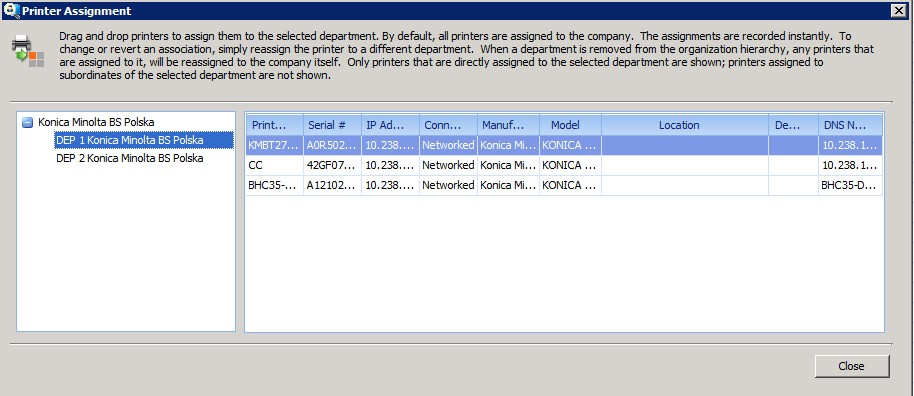 Printer Assignment
Drag and drop printers to assign them to the selected department. By default, all printers are assigned to the company. The assignments are recorded instantly. To
change or revert an association, simply reassign the printer to a different department. When a department is removed from the organization hierarchy, any printers that
are assigned to it, will be reassigned to the company itself. Only printers that are directly assigned to the selected department are shown; printers assigned to
subordinates of the selected department are not shown.
Konica Minolta BS Polska
DEP 1 Konica Minolta BS Polska
DEP 2 Konica Minolta BS Polska
Print... Serial # IP Ad... Conn... Manuf... Model Location De... DNS N...
KMBT27... A0R502... 10.238.... Networked Konica Mi... KONICA ... 10.238.1...
CC 42GF07... 10.238.... Networked Konica Mi... KONICA ... 10.238.1...
BHC35-... A12102... 10.238.... Networked Konica Mi... KONICA ... BHC35-D...
Close